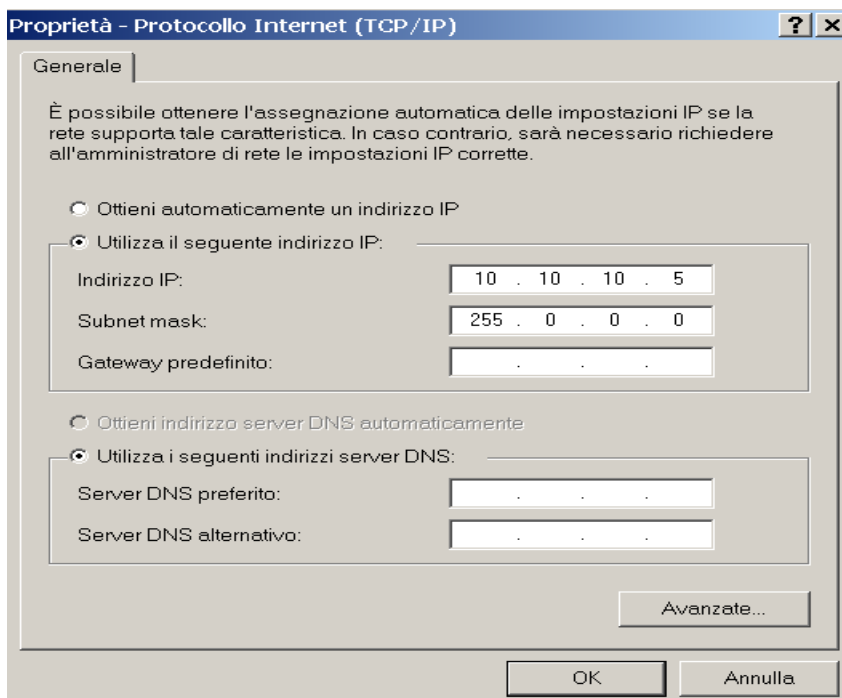 Proprietà - Protocollo Internet (TCP/IP)
Generale
È possibile ottenere l'assegnazione automatica delle impostazioni IP se la
rete supporta tale caratteristica. In caso contrario, sarà necessario richiedere
all'amministratore di rete le impostazioni IP corrette.
Ottieni automaticamente un indirizzo IP
Utilizza il seguente indirizzo IP:
Indirizzo IP: 10 . 10 . 10 . 5
Subnet mask: 255 . 0 . 0 . 0
Gateway predefinito: . . .
Ottieni indirizzo server DNS automaticamente
Utilizza i seguenti indirizzi server DNS:
Server DNS preferito: . . .
Server DNS alternativo: . . .
Avanzate...
OK Annulla